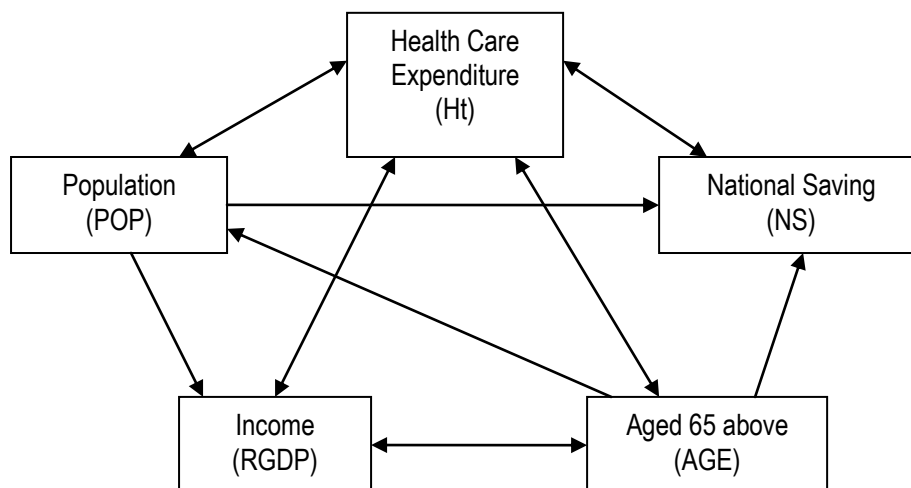 Health Care
Expenditure
(Ht)
Population
(POP)
National Saving
(NS)
Income
(RGDP)
Aged 65 above
(AGE)